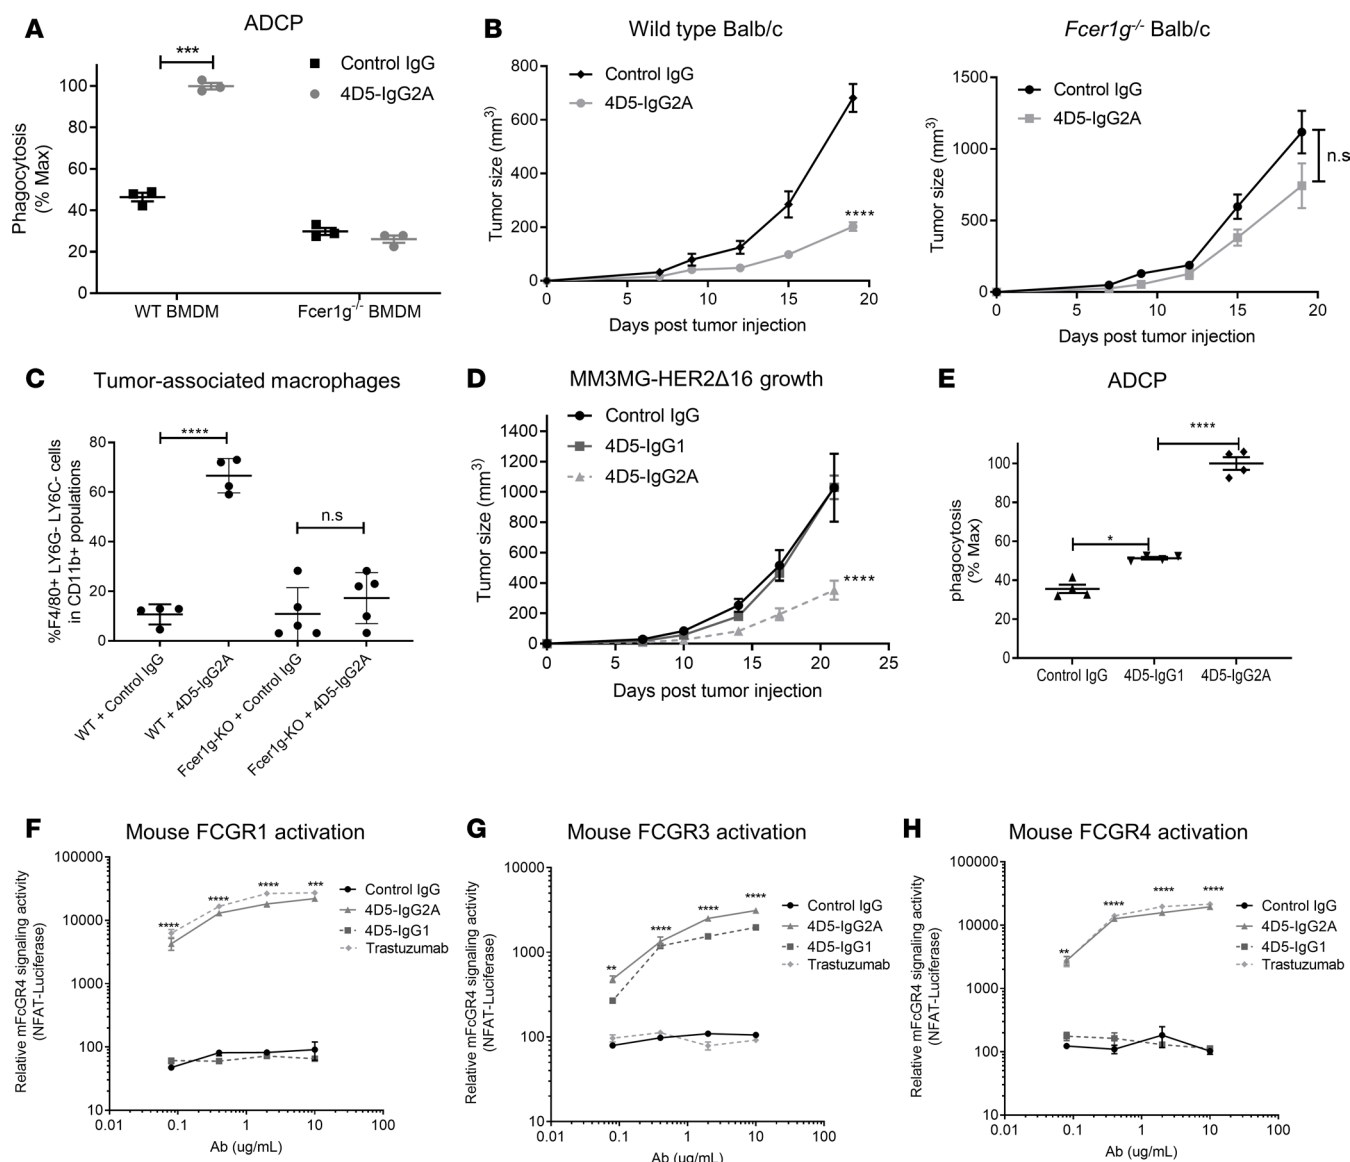 A
ADCP
***
Control IgG
4D5-IgG2A
Phagocytosis
(% Max)
100
80
60
40
20
0
WT BMDM
Fcer1g-/- BMDM
B
Wild type Balb/c
Control IgG
4D5-IgG2A
Tumor size (mm3)
800
600
400
200
0
****
0 5 10 15 20
Days post tumor injection
Fcer1g-/- Balb/c
Control IgG
4D5-IgG2A
Tumor size (mm3)
1500
1000
500
0
n.s
0 5 10 15 20
Days post tumor injection
C
Tumor-associated macrophages
%F4/80+ LY6G- LY6C- cells
in CD11b+ populations
80
60
40
20
0
****
n.s
WT + Control IgG
WT + 4D5-IgG2A
Fcer1g-KO + Control IgG
Fcer1g-KO + 4D5-IgG2A
D
MM3MG-HER2Δ16 growth
Control IgG
4D5-IgG1
4D5-IgG2A
Tumor size (mm3)
1400
1200
1000
800
600
400
200
0
****
0 5 10 15 20 25
Days post tumor injection
E
ADCP
phagocytosis
(% Max)
100
80
60
40
20
0
*
****
Control IgG
4D5-IgG1
4D5-IgG2A
F
Mouse FCGR1 activation
Relative mFcGR4 signaling activity
(NFAT-Luciferase)
100000
10000
1000
100
10
**** **** **** ***
Control IgG
4D5-IgG2A
4D5-IgG1
Trastuzumab
0.01 0.1 1 10 100
Ab (ug/mL)
G
Mouse FCGR3 activation
Relative mFcGR4 signaling activity
(NFAT-Luciferase)
10000
1000
100
10
** **** **** ****
Control IgG
4D5-IgG2A
4D5-IgG1
Trastuzumab
0.01 0.1 1 10 100
Ab (ug/mL)
H
Mouse FCGR4 activation
Relative mFcGR4 signaling activity
(NFAT-Luciferase)
100000
10000
1000
100
10
** **** **** ****
Control IgG
4D5-IgG2A
4D5-IgG1
Trastuzumab
0.01 0.1 1 10 100
Ab (ug/mL)